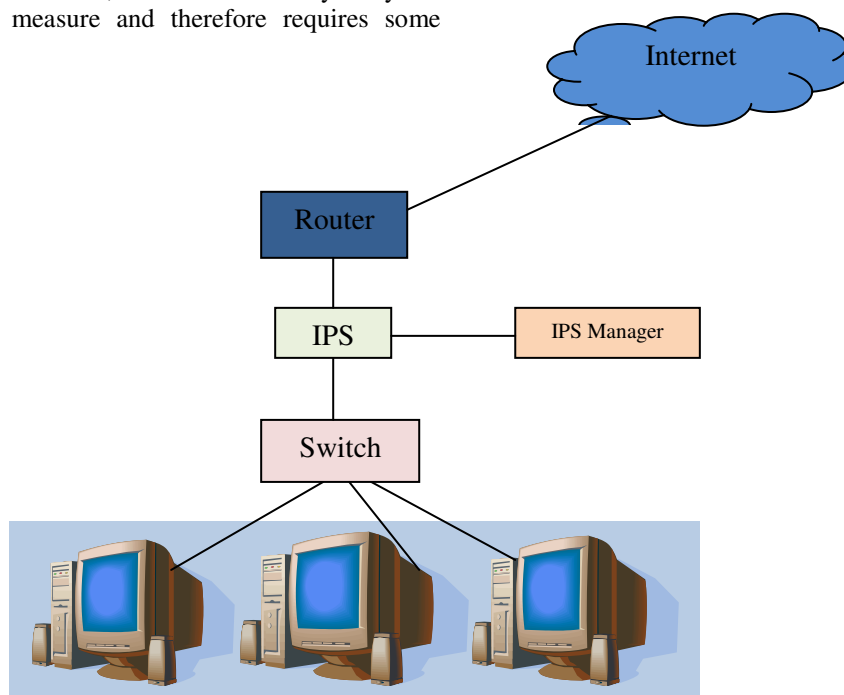 measure and therefore requires some
Internet
Router
IPS
IPS Manager
Switch